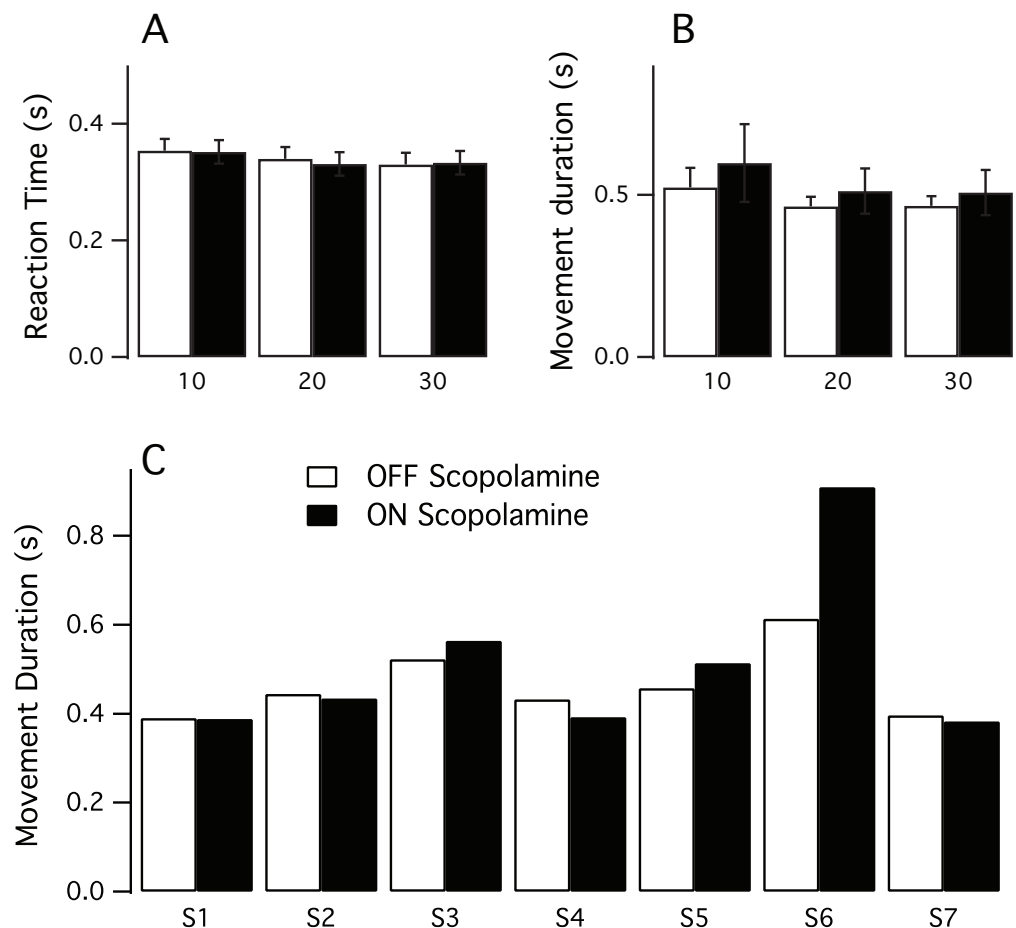 A
Reaction Time (s)
0.4
0.2
0.0
10 20 30
B
Movement duration (s)
0.5
0.0
10 20 30
C
OFF Scopolamine
ON Scopolamine
Movement Duration (s)
0.8
0.6
0.4
0.2
0.0
S1 S2 S3 S4 S5 S6 S7